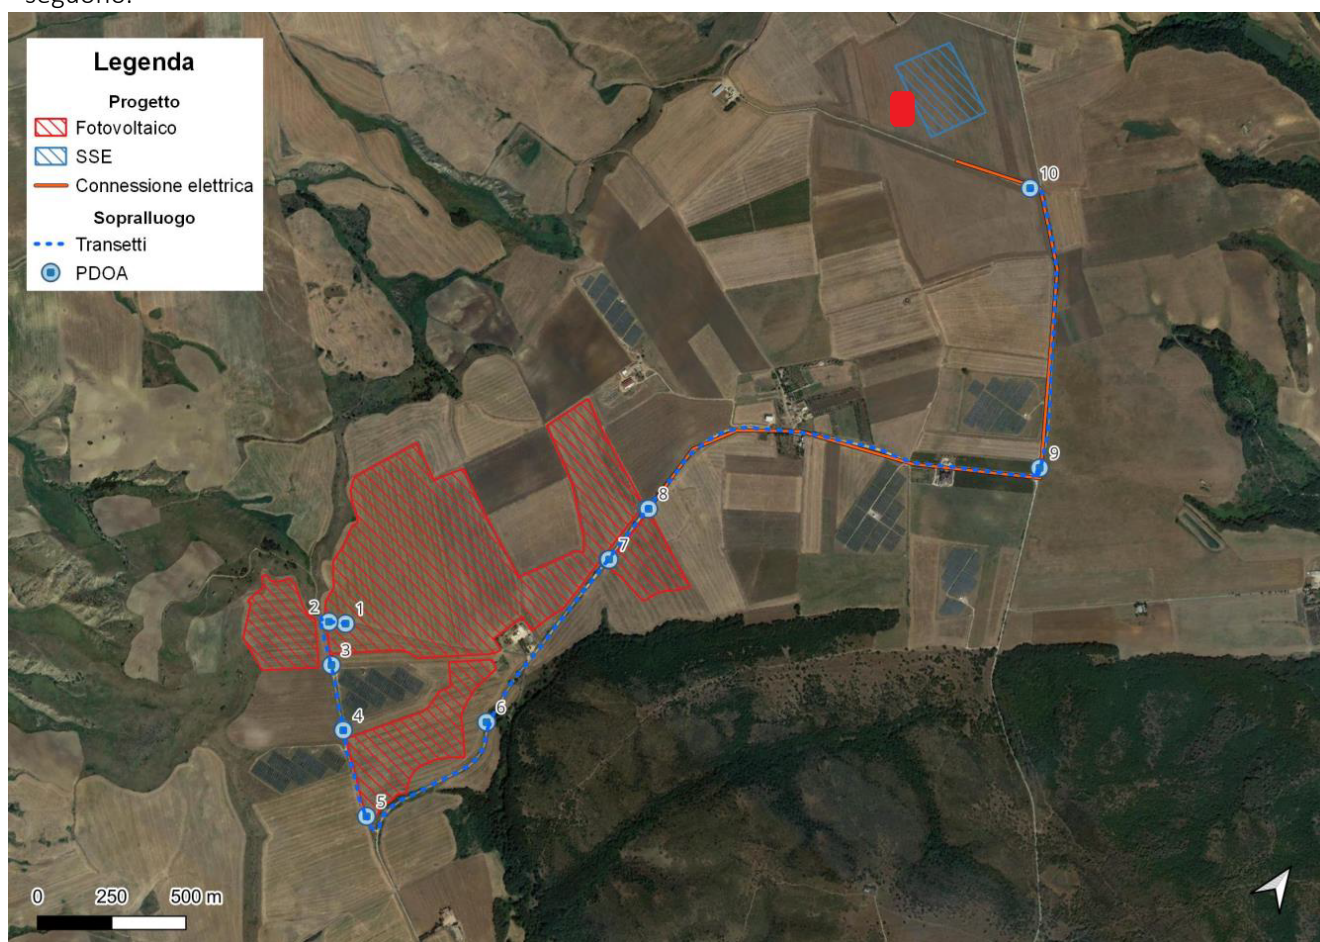 seguono:
Legenda
Progetto
Fotovoltaico
SSE
Connessione elettrica
Sopralluogo
Transetti
PDOA
10
9
8
7
2
1
3
4
6
5
0 250 500 m